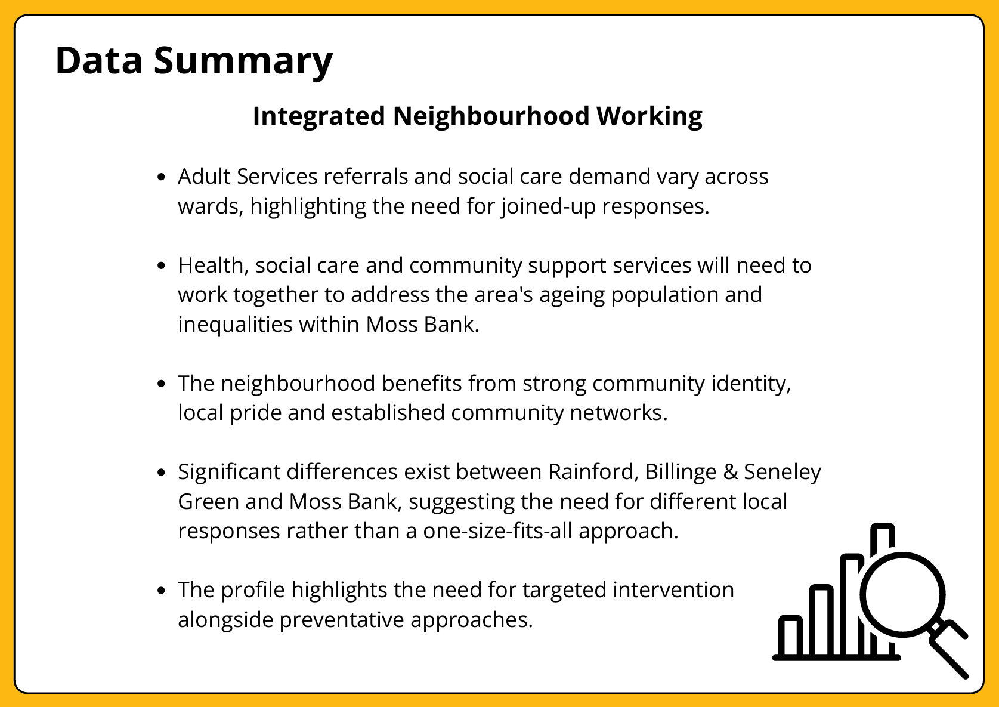 Data Summary
Integrated Neighbourhood Working
• Adult Services referrals and social care demand vary across
wards, highlighting the need for joined-up responses.
• Health, social care and community support services will need to
work together to address the area's ageing population and
inequalities within Moss Bank.
• The neighbourhood benefits from strong community identity,
local pride and established community networks.
• Significant differences exist between Rainford, Billinge & Seneley
Green and Moss Bank, suggesting the need for different local
responses rather than a one-size-fits-all approach.
• The profile highlights the need for targeted intervention
alongside preventative approaches.